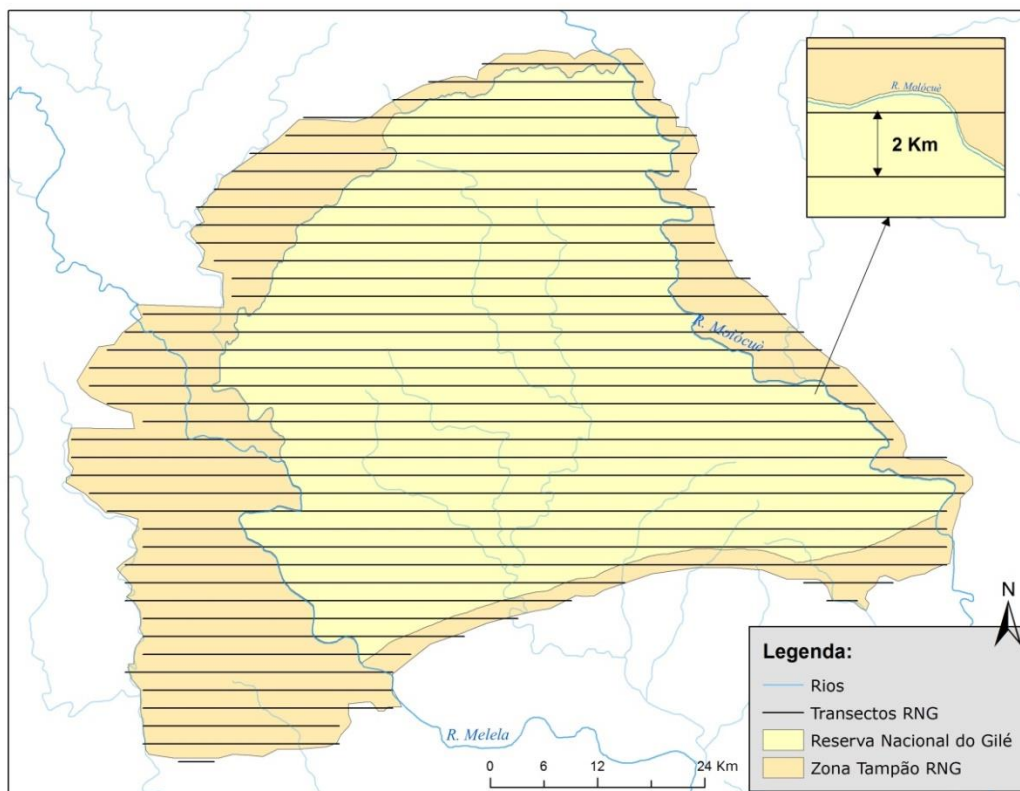 R. Molócuè
2 Km
R. Molócuè
R. Melela
N
Legenda:
Rios
Transectos RNG
Reserva Nacional do Gilé
Zona Tampão RNG
0 6 12 24 Km